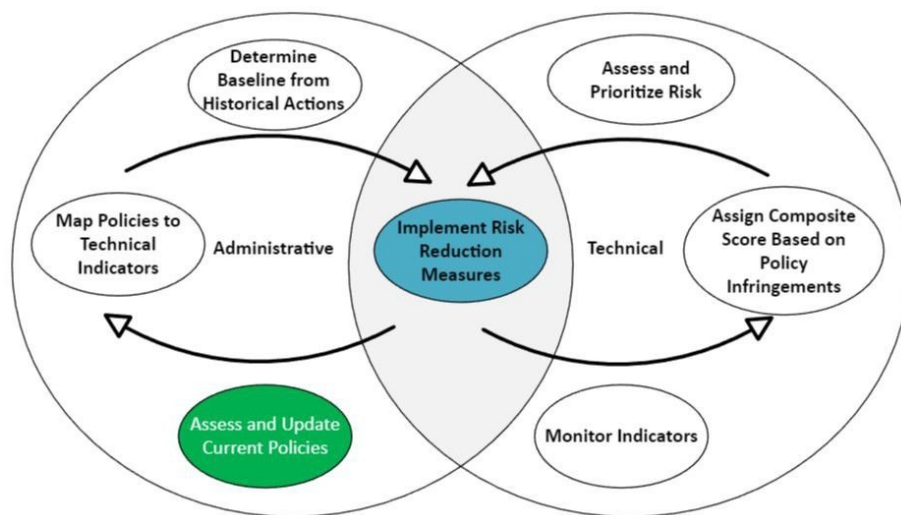 Determine
Baseline from
Historical Actions
Assess and
Prioritize Risk
Map Policies to
Technical
Indicators
Administrative
Implement Risk
Reduction
Measures
Technical
Assign Composite
Score Based on
Policy
Infringements
Assess and Update
Current Policies
Monitor Indicators